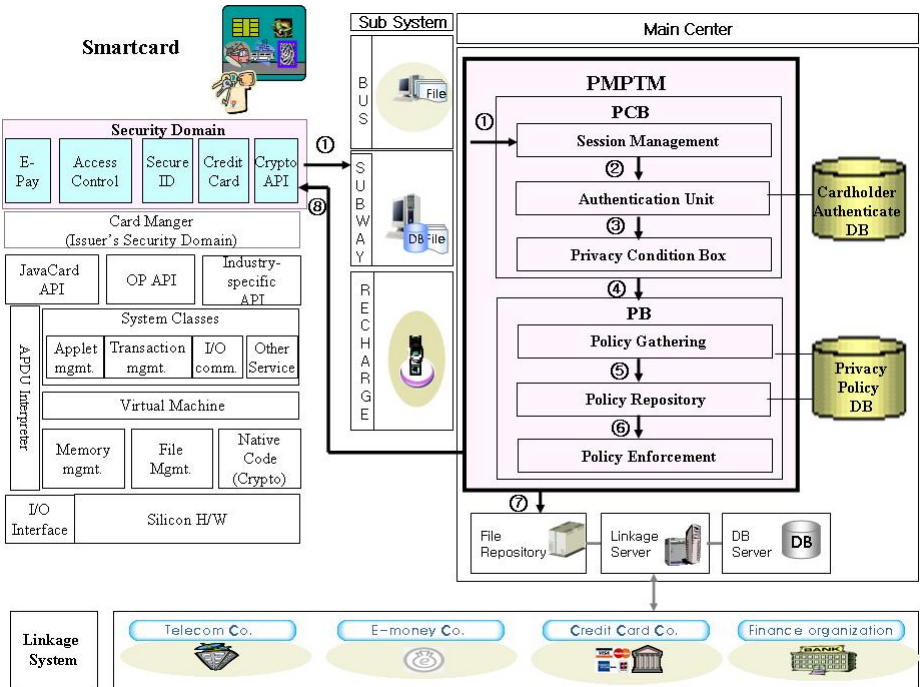 Smartcard
Security Domain
E-
Pay
Access
Control
Secure
ID
Credit
Card
Crypto
API
Card Manger
(Issuer's Security Domain)
JavaCard
API
OP API
Industry-
specific
API
APDU Interpreter
System Classes
Applet
mgmt.
Transaction
mgmt.
I/O
comm.
Other
Service
Virtual Machine
Memory
mgmt.
File
Mgmt.
Native
Code
(Crypto)
I/O
Interface
Silicon H/W
①
⑧
Sub System
BUS
File
SUBWAY
DB
File
RECHARGE
Main Center
PMPTM
PCB
①
Session Management
②
Authentication Unit
③
Privacy Condition Box
④
PB
Policy Gathering
⑤
Policy Repository
⑥
Policy Enforcement
Cardholder
Authenticate
DB
Privacy
Policy
DB
⑦
File
Repository
Linkage
Server
DB
Server
DB
Linkage
System
Telecom Co.
E-money Co.
Credit Card Co.
VISA
Finance organization
BANK